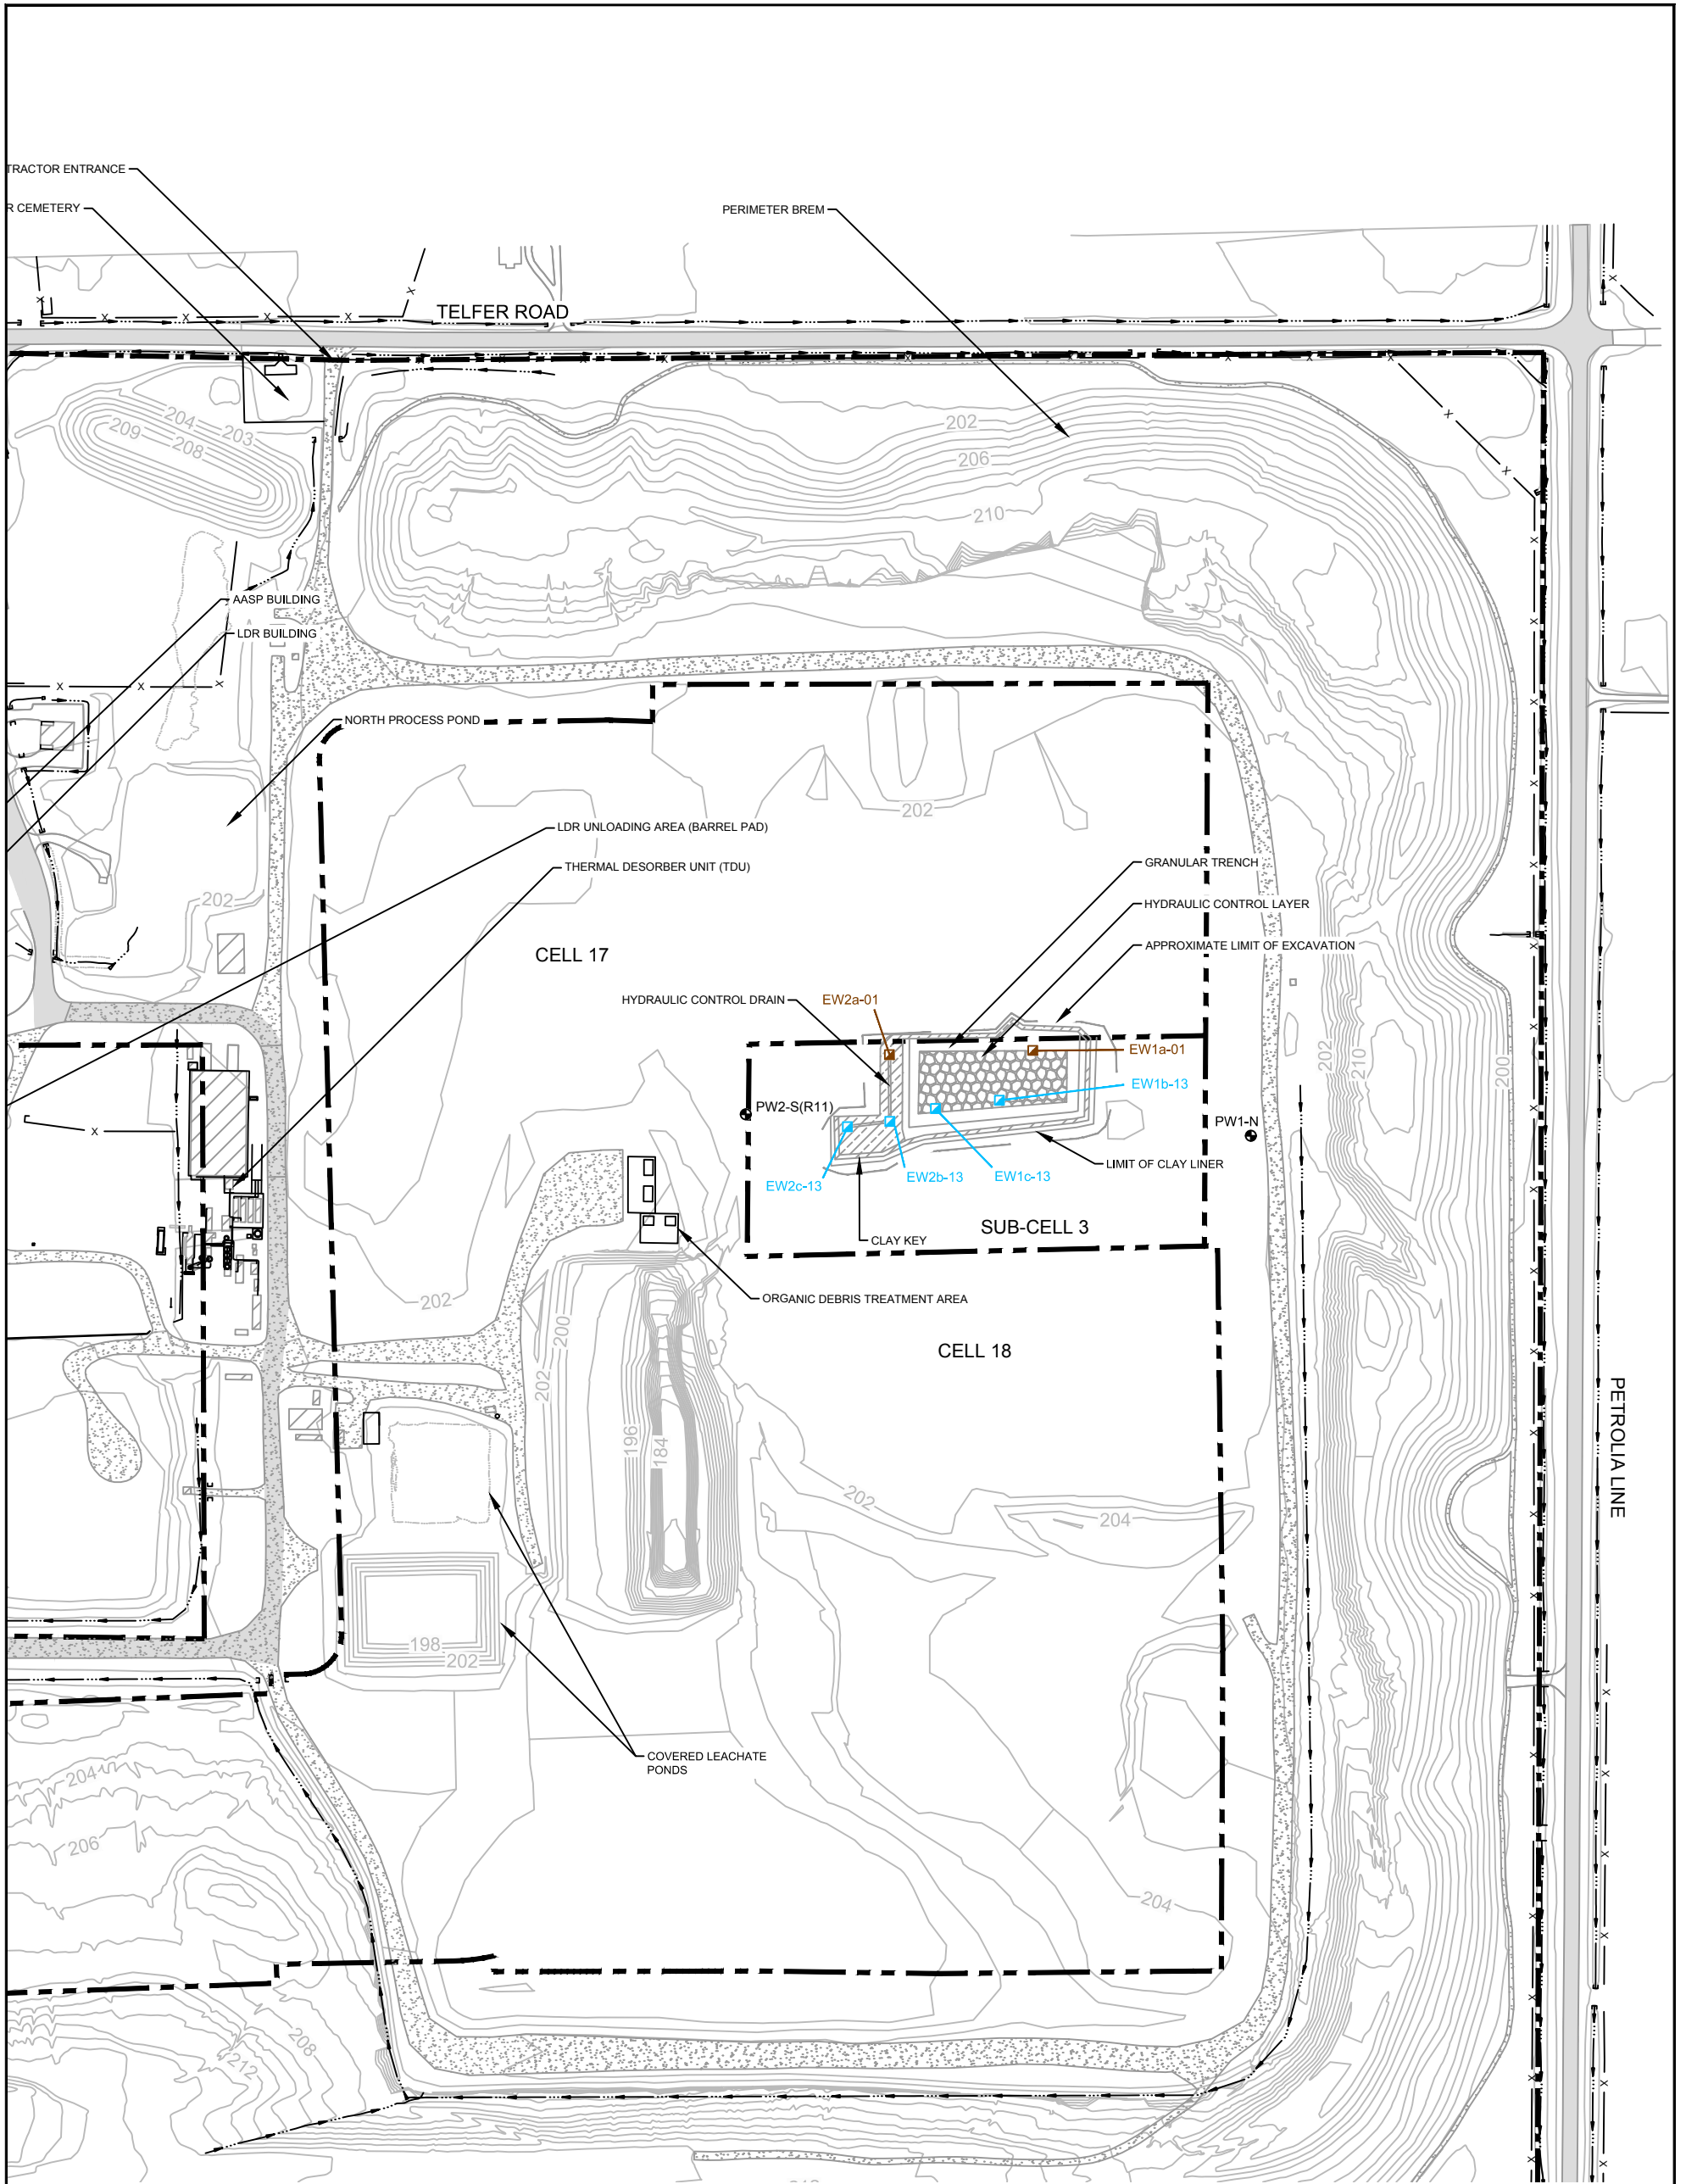 TRACTOR ENTRANCE
R CEMETERY
PERIMETER BREM
TELFER ROAD
204
203
209
208
202
206
210
AASP BUILDING
LDR BUILDING
NORTH PROCESS POND
202
LDR UNLOADING AREA (BARREL PAD)
THERMAL DESORBER UNIT (TDU)
GRANULAR TRENCH
202
HYDRAULIC CONTROL LAYER
CELL 17
APPROXIMATE LIMIT OF EXCAVATION
HYDRAULIC CONTROL DRAIN
EW2a-01
202
210
200
EW1a-01
EW1b-13
PW2-S(R11)
PW1-N
LIMIT OF CLAY LINER
EW2c-13
EW2b-13
EW1c-13
SUB-CELL 3
CLAY KEY
ORGANIC DEBRIS TREATMENT AREA
202
200
202
CELL 18
196
184
PETROLIA LINE
202
204
198
202
COVERED LEACHATE
PONDS
204
206
204
208
212
X